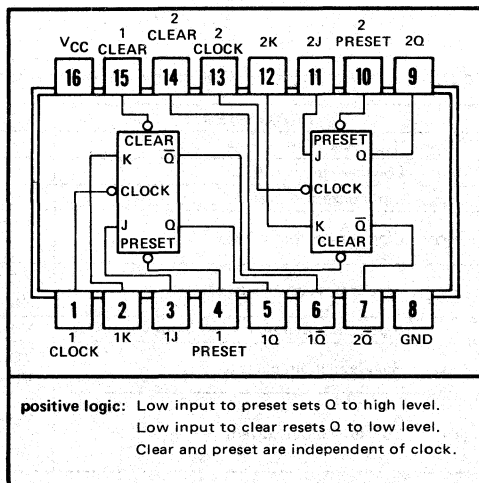 2 2
1 CLEAR 2 2
VCC CLEAR CLOCK 2K 2J PRESET 2Q
16 15 14 13 12 11 10 9
CLEAR PRESET
K Q̅ J Q
CLOCK CLOCK
J Q K Q̅
PRESET CLEAR
1 2 3 4 5 6 7 8
1 1K 1J 1 1Q 1Q̅ 2Q̅ GND
CLOCK PRESET
positive logic: Low input to preset sets Q to high level.
Low input to clear resets Q to low level.
Clear and preset are independent of clock.